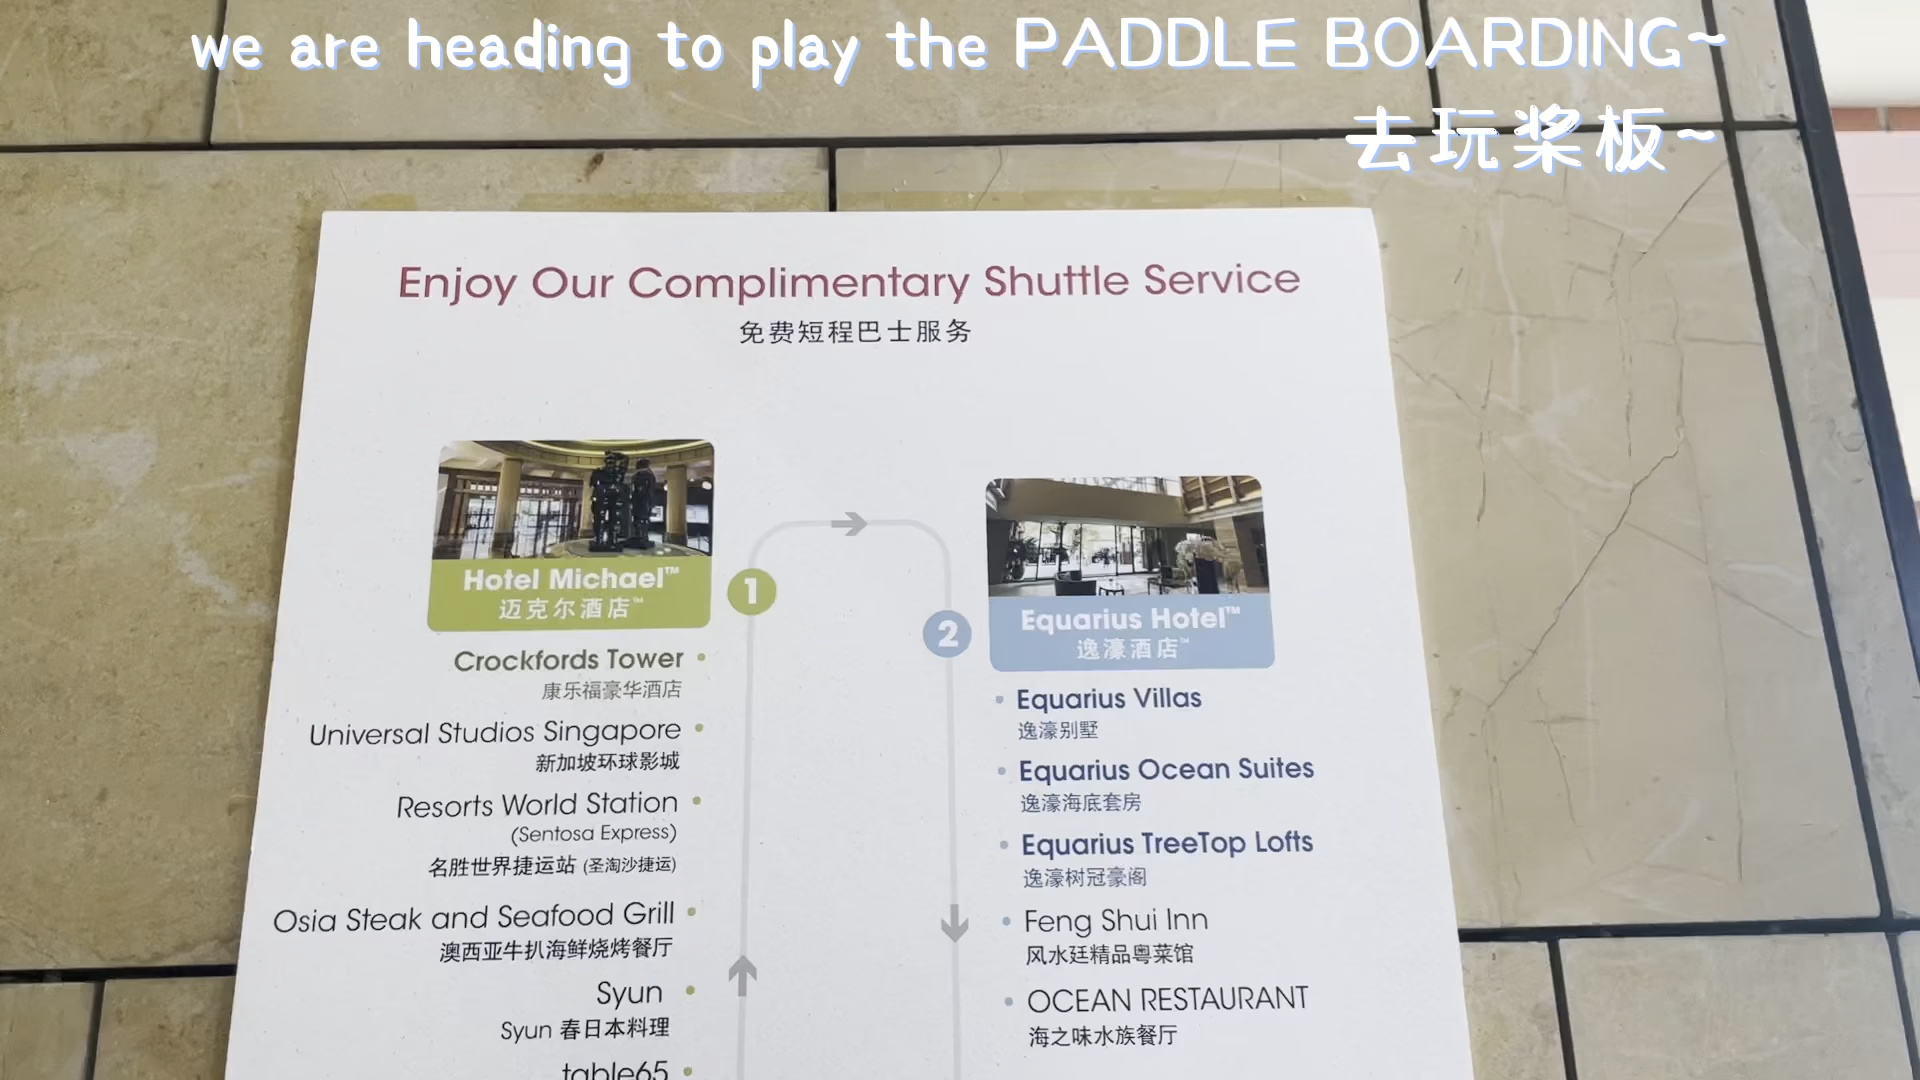 we are heading to play the PADDLE BOARDING~
去玩桨板~
Enjoy Our Complimentary Shuttle Service
免费短程巴士服务
Hotel Michael™
迈克尔酒店™
1
Crockfords Tower
康乐福豪华酒店
Universal Studios Singapore
新加坡环球影城
Resorts World Station
(Sentosa Express)
名胜世界捷运站 (圣淘沙捷运)
Osia Steak and Seafood Grill
澳西亚牛扒海鲜烧烤餐厅
Syun
Syun 春日本料理
table65
2
Equarius Hotel™
逸濠酒店™
Equarius Villas
逸濠别墅
Equarius Ocean Suites
逸濠海底套房
Equarius TreeTop Lofts
逸濠树冠豪阁
Feng Shui Inn
风水廷精品粤菜馆
OCEAN RESTAURANT
海之味水族餐厅